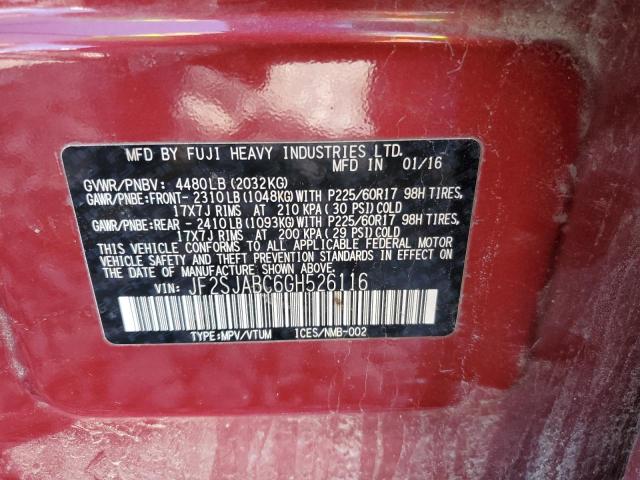 MFD BY FUJI HEAVY INDUSTRIES LTD.
MFD IN 01/16
GVWR/PNBV: 4480LB(2032KG)
GAWR/PNBE:FRONT- 2310LB(1048KG)WITH P225/60R17 98H TIRES,
17X7J RIMS AT 210 KPA(30 PSI)COLD
GAWR/PNBE:REAR - 2410LB(1093KG)WITH P225/60R17 98H TIRES,
17X7J RIMS AT 200 KPA(29 PSI)COLD
THIS VEHICLE CONFORMS TO ALL APPLICABLE FEDERAL MOTOR
VEHICLE SAFETY STANDARDS IN EFFECT ON THE
DATE OF MANUFACTURE SHOWN ABOVE.
VIN: JF2SJABC6GH526116
TYPE:MPV/VTUM 1CES/NMB-002